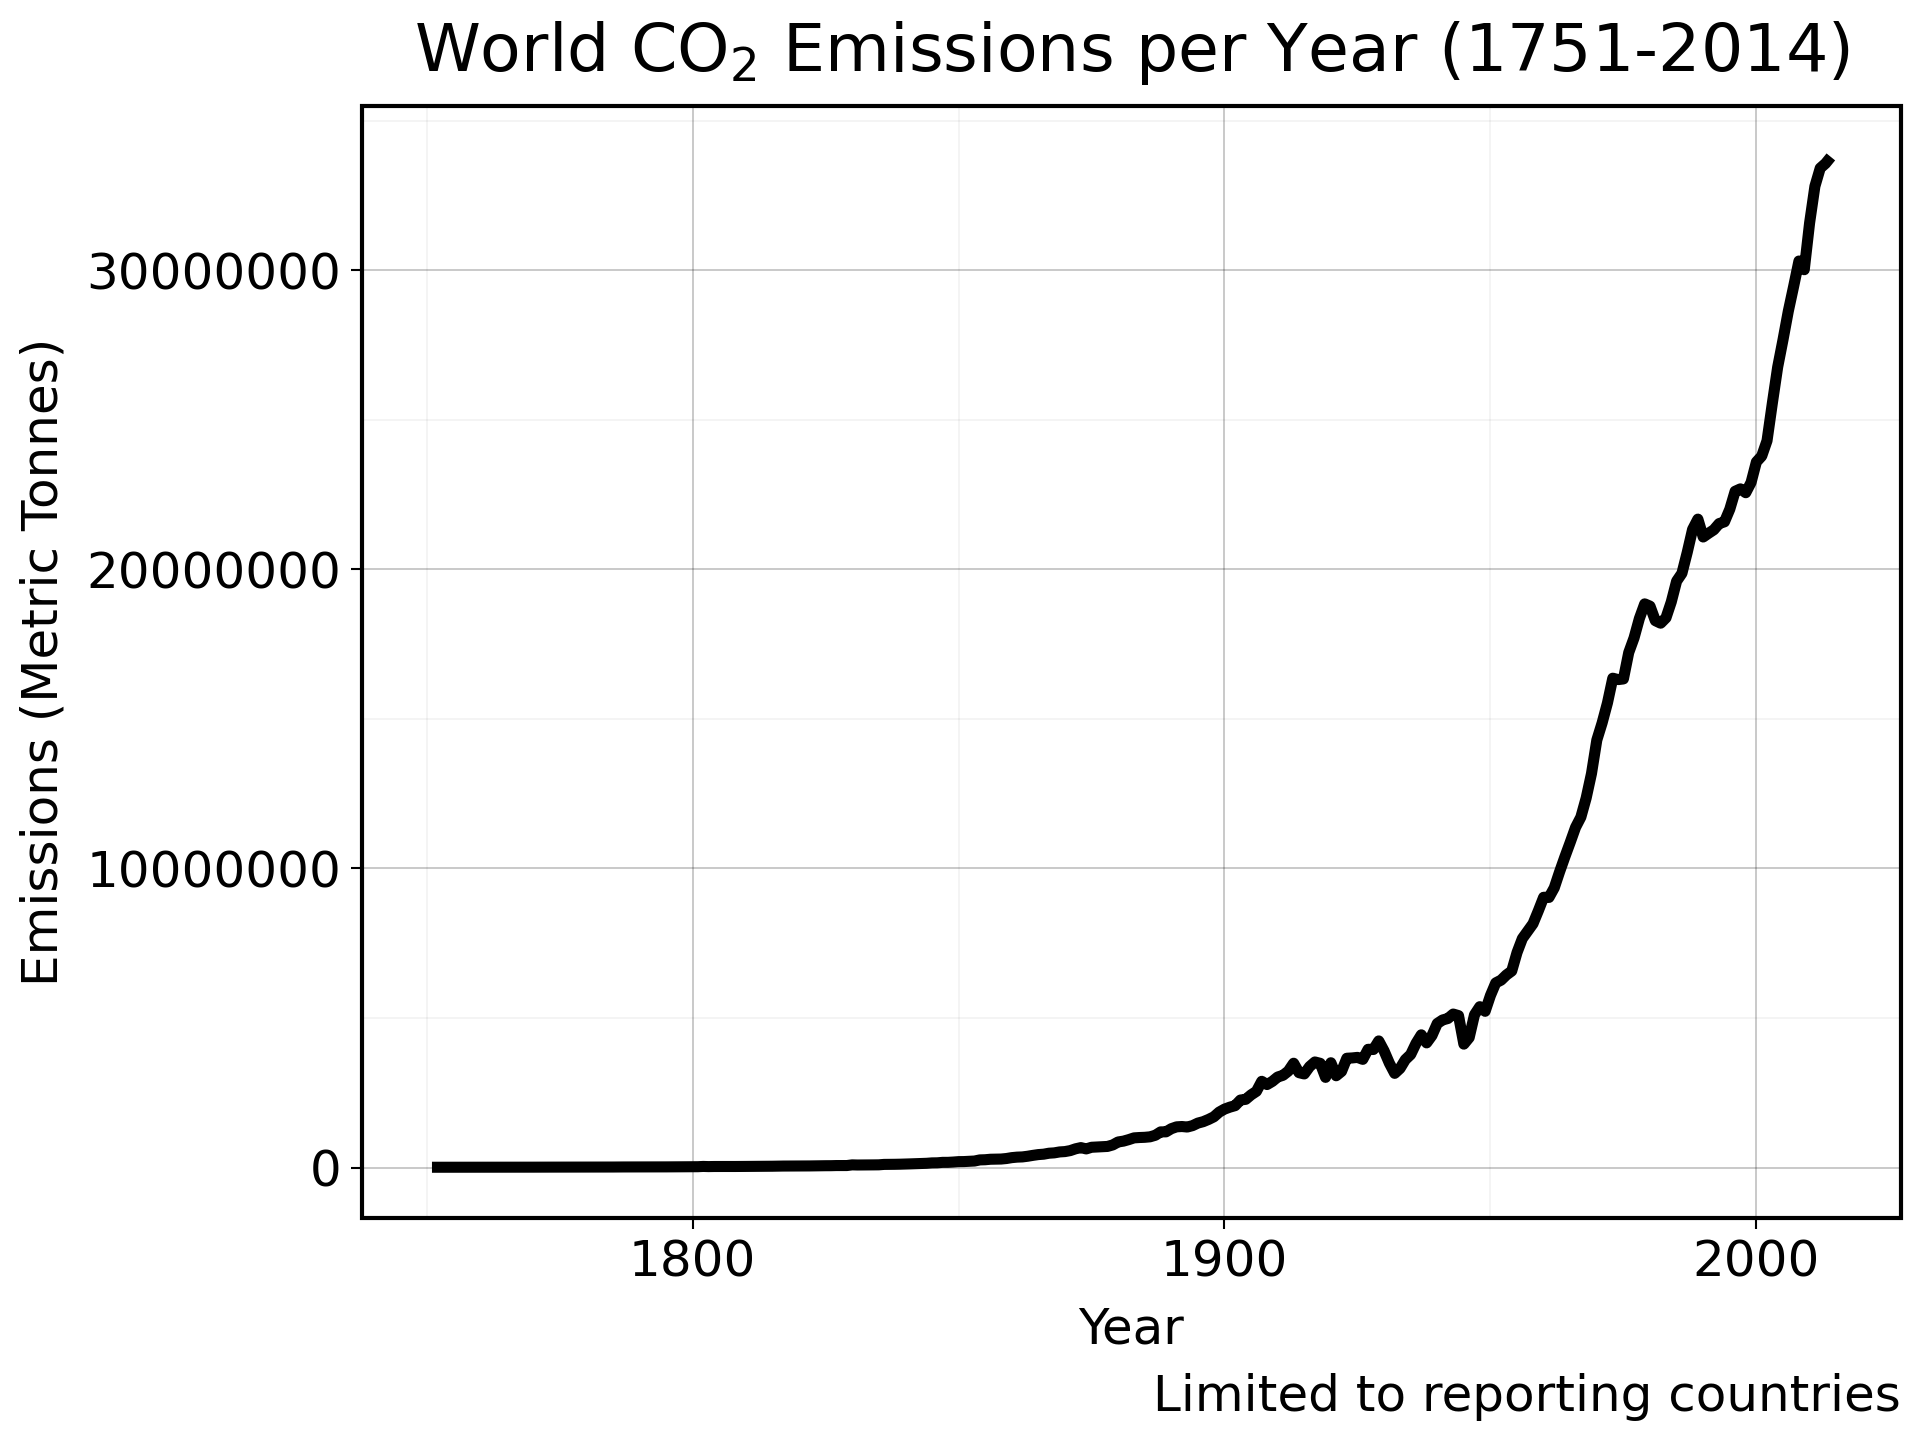 World CO₂ Emissions per Year (1751-2014)
Emissions (Metric Tonnes)
30000000
20000000
10000000
0
1800 1900 2000
Year
Limited to reporting countries